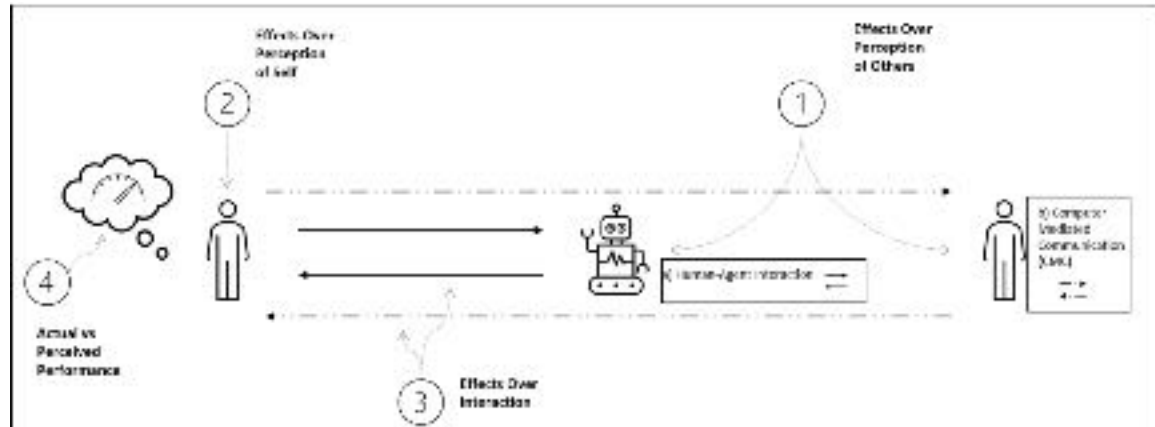 Effects Over
Perception
of Self
Effects Over
Perception
of Others
2
1
b) Computer
Mediated
Communication
(CMC)
a) Human-Agent Interaction
4
Actual vs
Perceived
Performance
3
Effects Over
Interaction